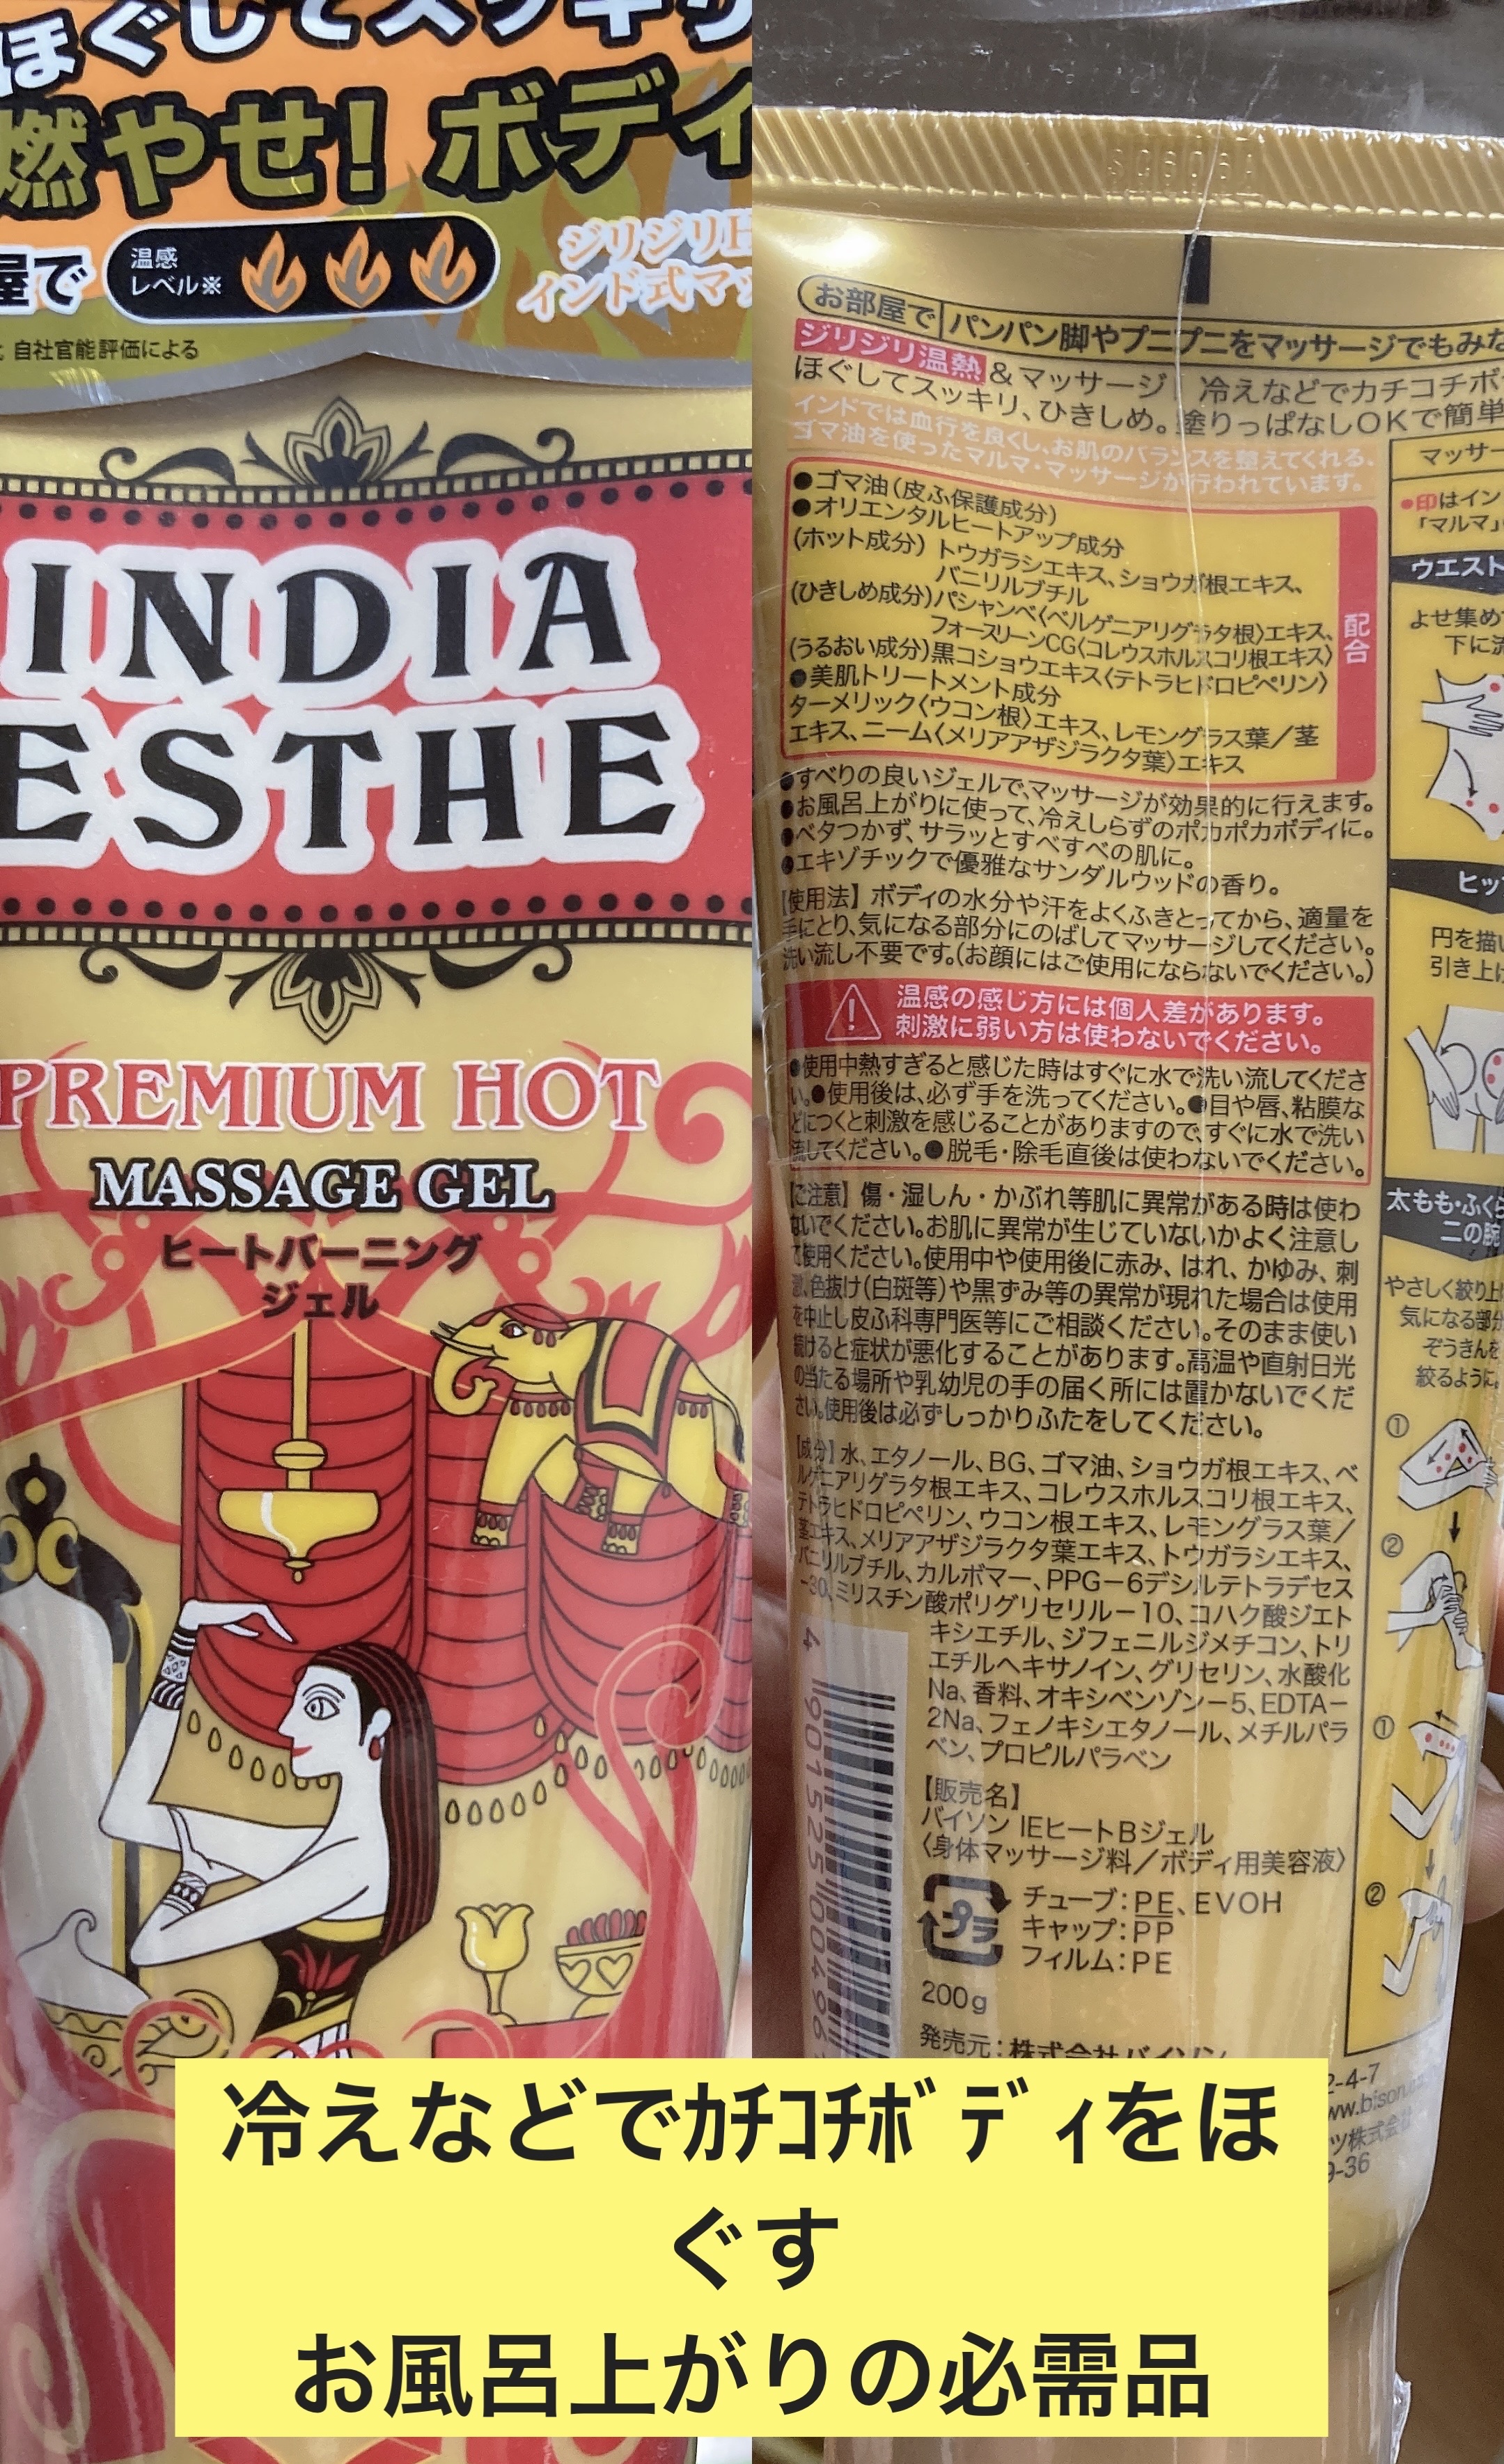 ほぐしてスッキリ
燃やせ!ボディ
屋で
温感
レベル※
ジリジリH
インド式マッ
自社官能評価による
INDIA
ESTHE
PREMIUM HOT
MASSAGE GEL
ヒートバーニング
ジェル
SG606A
お部屋で パンパン脚やプニプニをマッサージでもみな
ジリジリ温熱&マッサージ! 冷えなどでカチコチボ
ほぐしてスッキリ、ひきしめ。塗りっぱなしOKで簡単
インドでは血行を良くし、お肌のバランスを整えてくれる、
ゴマ油を使ったマルマ・マッサージが行われています。
●ゴマ油(皮ふ保護成分)
●オリエンタルヒートアップ成分
(ホット成分) トウガラシエキス、ショウガ根エキス、
バニリルブチル
(ひきしめ成分)パシャンベ〈ベルゲニアリグラタ根〉エキス、
フォースリーンCG〈コレウスホルスコリ根エキス〉
(うるおい成分)黒コショウエキス〈テトラヒドロピペリン〉
●美肌トリートメント成分
ターメリック〈ウコン根〉エキス、レモングラス葉/茎
エキス、ニーム〈メリアアザジラクタ葉〉エキス
配合
●すべりの良いジェルで、マッサージが効果的に行えます。
●お風呂上がりに使って、冷えしらずのポカポカボディに。
●ベタつかず、サラッとすべすべの肌に。
●エキゾチックで優雅なサンダルウッドの香り。
【使用法】ボディの水分や汗をよくふきとってから、適量を
手にとり、気になる部分にのばしてマッサージしてください。
洗い流し不要です。(お顔にはご使用にならないでください。)
温感の感じ方には個人差があります。
刺激に弱い方は使わないでください。
●使用中熱すぎると感じた時はすぐに水で洗い流してくださ
い。●使用後は、必ず手を洗ってください。●目や唇、粘膜な
どにつくと刺激を感じることがありますので、すぐに水で洗い
流してください。●脱毛・除毛直後は使わないでください。
【ご注意】傷・湿しん・かぶれ等肌に異常がある時は使わ
ないでください。お肌に異常が生じていないかよく注意し
て使用ください。使用中や使用後に赤み、はれ、かゆみ、刺
激、色抜け(白斑等)や黒ずみ等の異常が現れた場合は使用
を中止し皮ふ科専門医等にご相談ください。そのまま使い
続けると症状が悪化することがあります。高温や直射日光
の当たる場所や乳幼児の手の届く所には置かないでくだ
さい。使用後は必ずしっかりふたをしてください。
【成分】水、エタノール、BG、ゴマ油、ショウガ根エキス、ベ
ルゲニアリグラタ根エキス、コレウスホルスコリ根エキス、
テトラヒドロピペリン、ウコン根エキス、レモングラス葉/
茎エキス、メリアアザジラクタ葉エキス、トウガラシエキス、
バニリルブチル、カルボマー、PPG-6デシルテトラデセス
-30、ミリスチン酸ポリグリセリル-10、コハク酸ジエト
キシエチル、ジフェニルジメチコン、トリ
エチルヘキサノイン、グリセリン、水酸化
Na、香料、オキシベンゾン-5、EDTA-
2Na、フェノキシエタノール、メチルパラ
ベン、プロピルパラベン
【販売名】
バイソン IEヒートBジェル
〈身体マッサージ料/ボディ用美容液〉
プラ
チューブ:PE、EVOH
キャップ:PP
フィルム:PE
200g
発売元:株式会社バイソン
2-4-7
ww.bison
ツ株式会社
9-36
4 901525 00496
マッサー
●印はイン
「マルマ」
ウエスト
よせ集め
下に流
ヒップ
円を描い
引き上げ
太もも・ふくら
二の腕
やさしく絞り上
気になる部分
ぞうきんを
絞るように。
①
②
①
②
冷えなどでｶﾁｺﾁﾎﾞﾃﾞｨをほ
ぐす
お風呂上がりの必需品